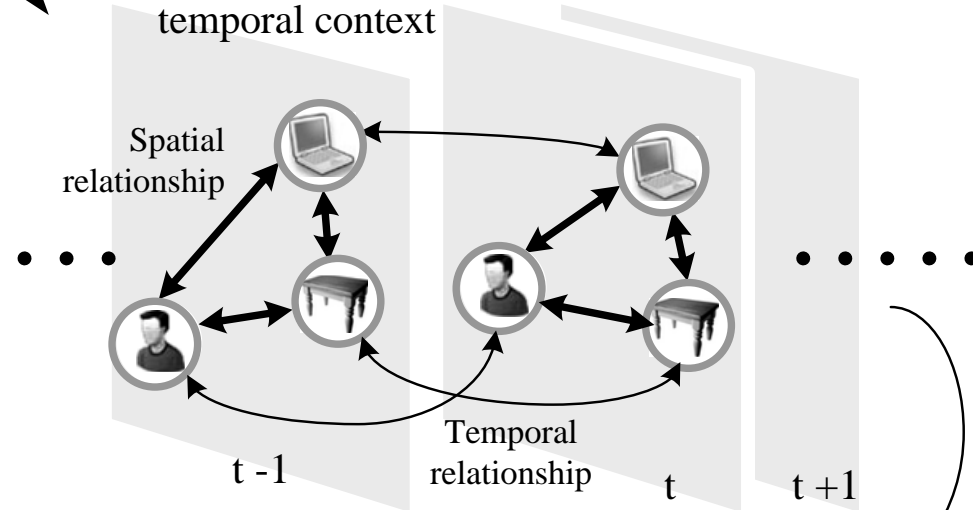 temporal context
Spatial
relationship
Temporal
relationship
t -1
t
t +1